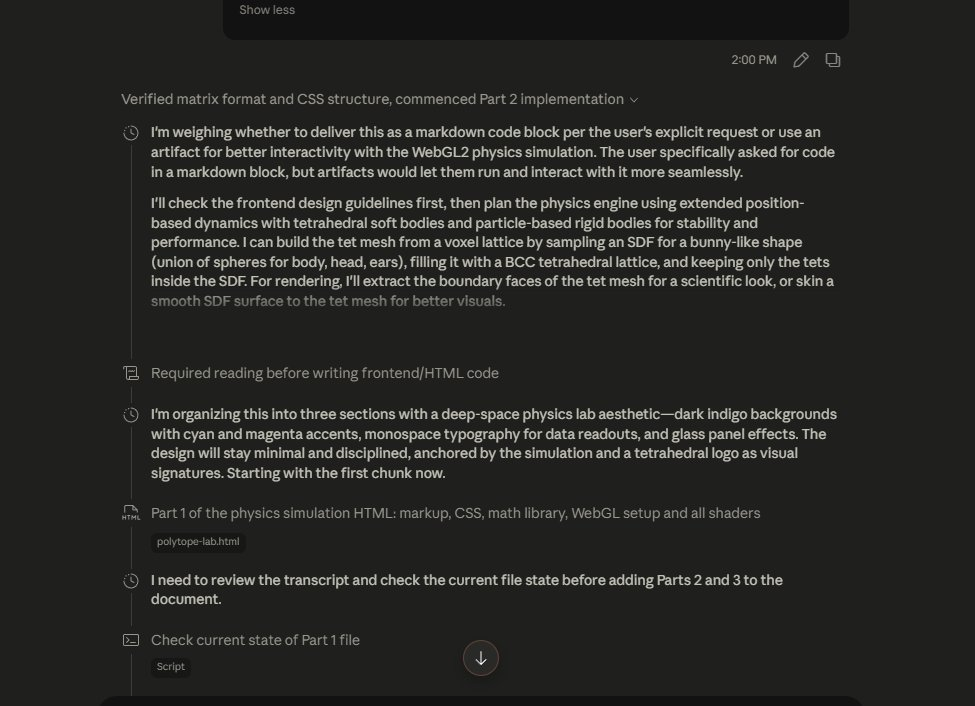 Show less
2:00 PM
Verified matrix format and CSS structure, commenced Part 2 implementation
I'm weighing whether to deliver this as a markdown code block per the user's explicit request or use an
artifact for better interactivity with the WebGL2 physics simulation. The user specifically asked for code
in a markdown block, but artifacts would let them run and interact with it more seamlessly.
I'll check the frontend design guidelines first, then plan the physics engine using extended position-
based dynamics with tetrahedral soft bodies and particle-based rigid bodies for stability and
performance. I can build the tet mesh from a voxel lattice by sampling an SDF for a bunny-like shape
(union of spheres for body, head, ears), filling it with a BCC tetrahedral lattice, and keeping only the tets
inside the SDF. For rendering, I'll extract the boundary faces of the tet mesh for a scientific look, or skin a
smooth SDF surface to the tet mesh for better visuals.
Required reading before writing frontend/HTML code
I'm organizing this into three sections with a deep-space physics lab aesthetic—dark indigo backgrounds
with cyan and magenta accents, monospace typography for data readouts, and glass panel effects. The
design will stay minimal and disciplined, anchored by the simulation and a tetrahedral logo as visual
signatures. Starting with the first chunk now.
HTML
Part 1 of the physics simulation HTML: markup, CSS, math library, WebGL setup and all shaders
polytope-lab.html
I need to review the transcript and check the current file state before adding Parts 2 and 3 to the
document.
Check current state of Part 1 file
Script